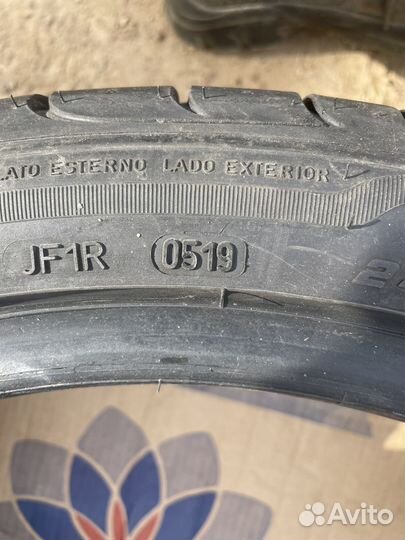 LATO ESTERNO LADO EXTERIOR
JF1R 0519
Avito